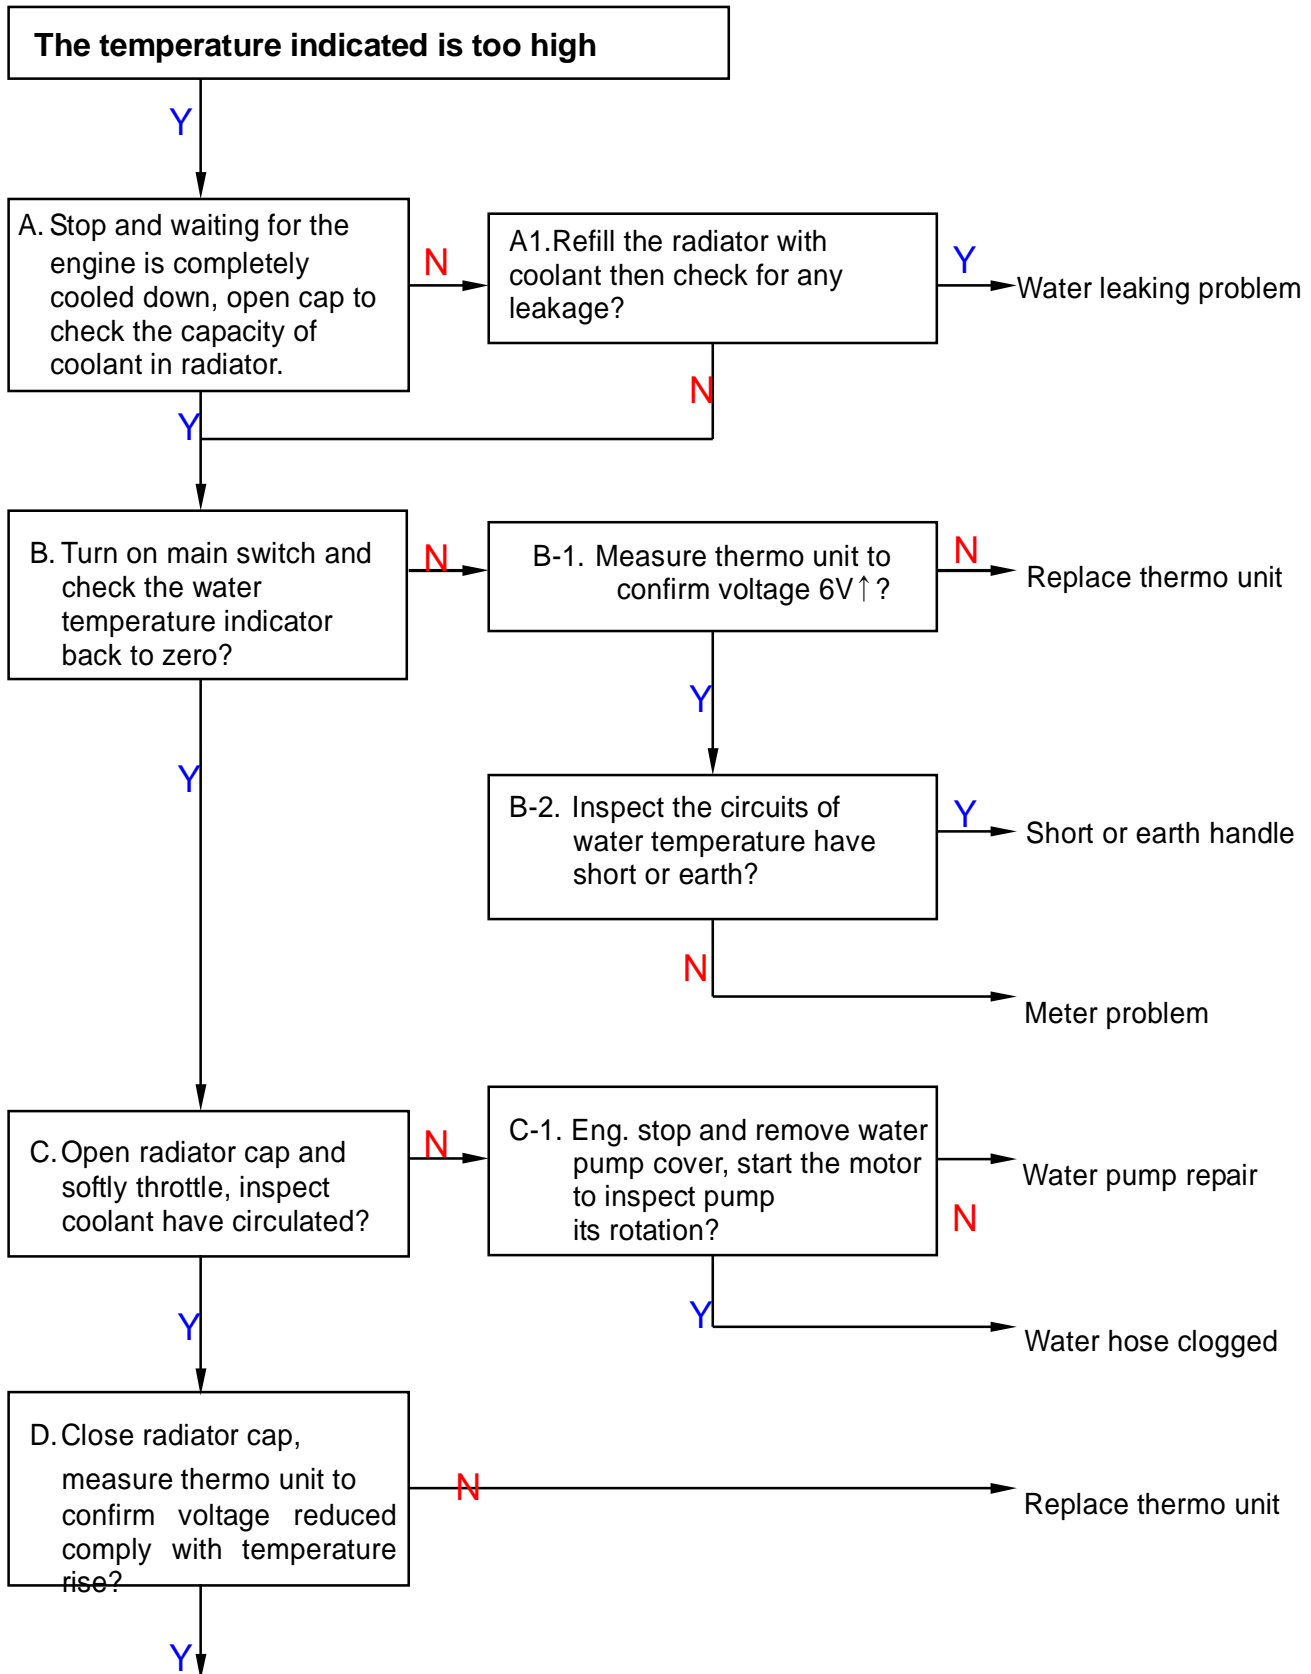 The temperature indicated is too high
Y
A. Stop and waiting for the
engine is completely
cooled down, open cap to
check the capacity of
coolant in radiator.
N
A1.Refill the radiator with
coolant then check for any
leakage?
Y
Water leaking problem
N
Y
B. Turn on main switch and
check the water
temperature indicator
back to zero?
N
B-1. Measure thermo unit to
confirm voltage 6V↑?
N
Replace thermo unit
Y
Y
B-2. Inspect the circuits of
water temperature have
short or earth?
Y
Short or earth handle
N
Meter problem
C. Open radiator cap and
softly throttle, inspect
coolant have circulated?
N
C-1. Eng. stop and remove water
pump cover, start the motor
to inspect pump
its rotation?
Water pump repair
N
Y
Y
Water hose clogged
D. Close radiator cap,
measure thermo unit to
confirm voltage reduced
comply with temperature
rise?
N
Replace thermo unit
Y